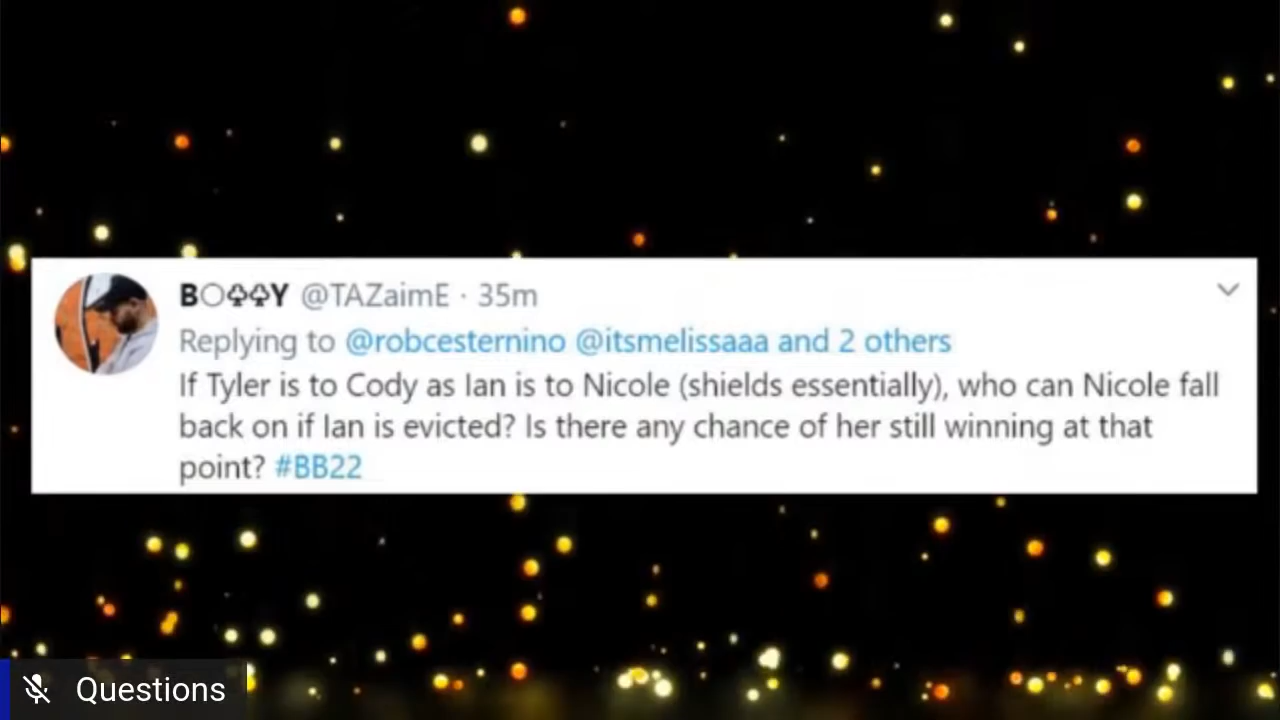 B○♧♧Y @TAZaimE · 35m
Replying to @robcesternino @itsmelissaaa and 2 others
If Tyler is to Cody as Ian is to Nicole (shields essentially), who can Nicole fall
back on if Ian is evicted? Is there any chance of her still winning at that
point? #BB22
Questions